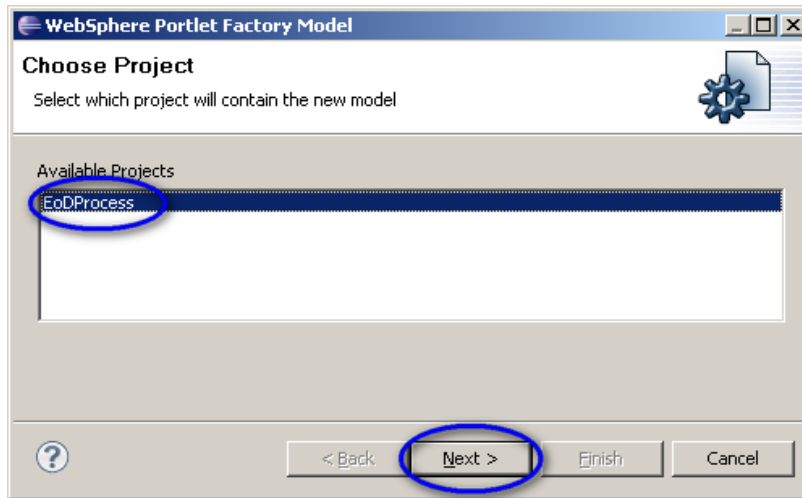 WebSphere Portlet Factory Model
Choose Project
Select which project will contain the new model
Available Projects
EoDProcess
? < Back Next > Finish Cancel